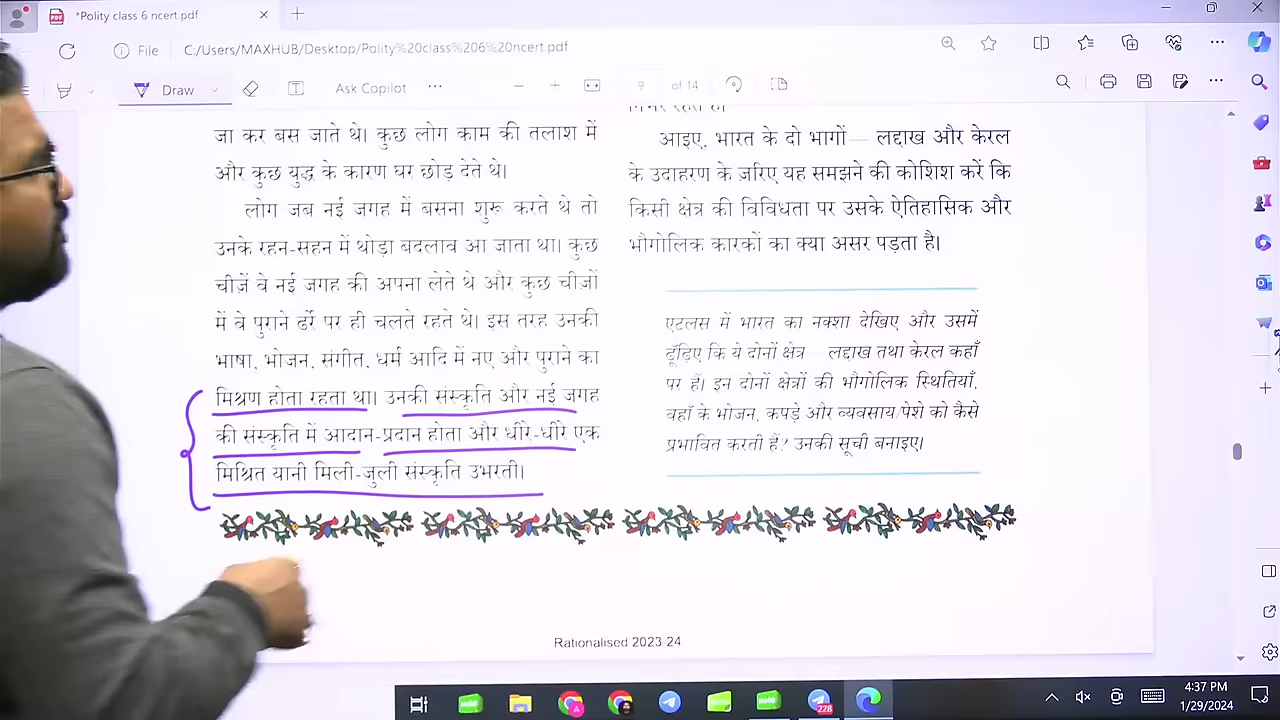 *Polity class 6 ncert.pdf
File
C:/Users/MAXHUB/Desktop/Polity%20class%206%20ncert.pdf
Draw
Ask Copilot
9 of 14
जा कर बस जाते थे। कुछ लोग काम की तलाश में
और कुछ युद्ध के कारण घर छोड़ देते थे।
लोग जब नई जगह में बसना शुरू करते थे तो
उनके रहन-सहन में थोड़ा बदलाव आ जाता था। कुछ
चीज़ें वे नई जगह की अपना लेते थे और कुछ चीज़ों
में वे पुराने ढर्रे पर ही चलते रहते थे। इस तरह उनकी
भाषा, भोजन, संगीत, धर्म आदि में नए और पुराने का
मिश्रण होता रहता था। उनकी संस्कृति और नई जगह
की संस्कृति में आदान-प्रदान होता और धीरे-धीरे एक
मिश्रित यानी मिली-जुली संस्कृति उभरती।
आइए, भारत के दो भागों— लद्दाख और केरल
के उदाहरण के ज़रिए यह समझने की कोशिश करें कि
किसी क्षेत्र की विविधता पर उसके ऐतिहासिक और
भौगोलिक कारकों का क्या असर पड़ता है।
एटलस में भारत का नक्शा देखिए और उसमें
ढूँढ़िए कि ये दोनों क्षेत्र लद्दाख तथा केरल कहाँ
पर हैं। इन दोनों क्षेत्रों की भौगोलिक स्थितियाँ,
वहाँ के भोजन, कपड़े और व्यवसाय/पेशे को कैसे
प्रभावित करती हैं? उनकी सूची बनाइए।
Rationalised 2023-24
228
4:37 PM
1/29/2024